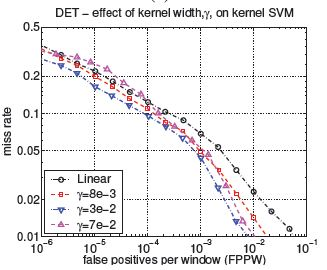 DET – effect of kernel width,γ, on kernel SVM
0.5
0.2
0.1
0.05
0.02
0.01
miss rate
Linear
γ=8e−3
γ=3e−2
γ=7e−2
10⁻⁶ 10⁻⁵ 10⁻⁴ 10⁻³ 10⁻² 10⁻¹
false positives per window (FPPW)